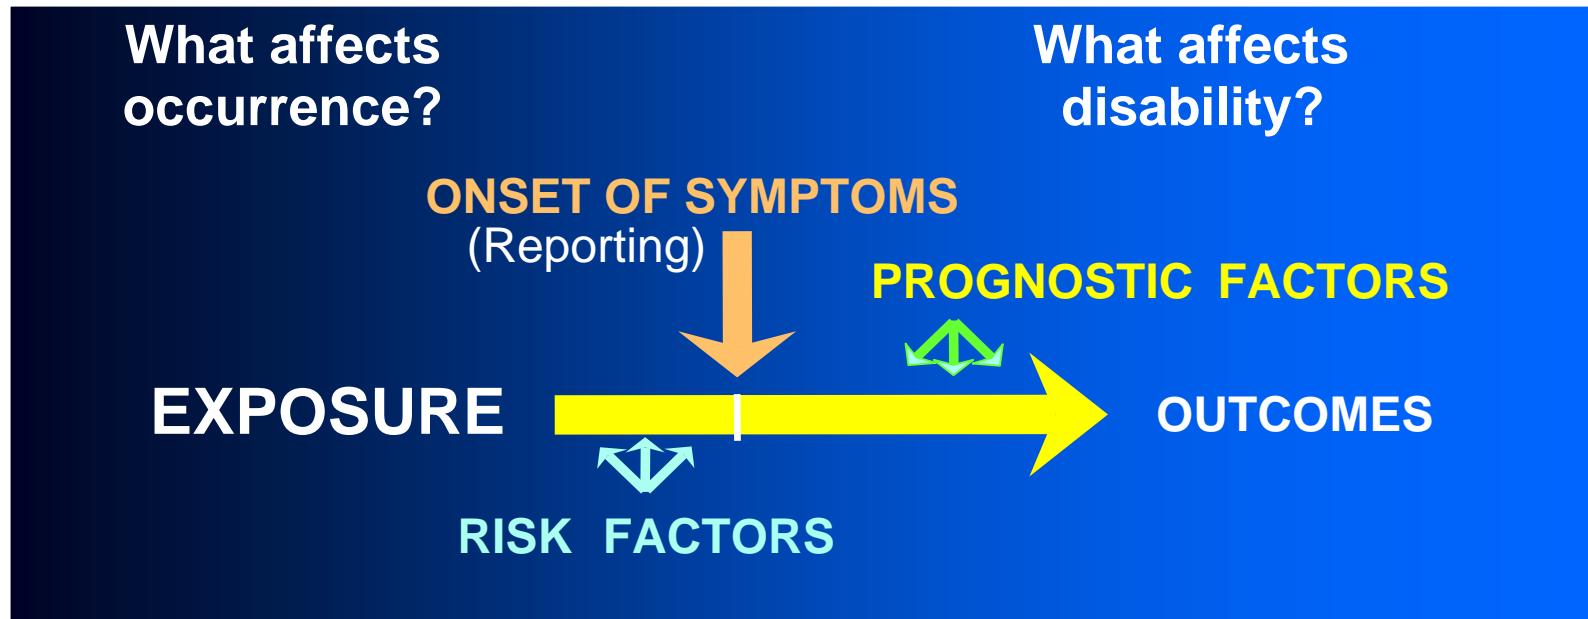 What affects
occurrence?
What affects
disability?
ONSET OF SYMPTOMS
(Reporting)
PROGNOSTIC FACTORS
EXPOSURE
OUTCOMES
RISK FACTORS